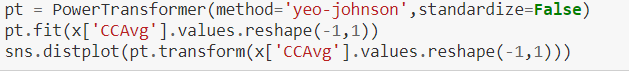 pt = PowerTransformer(method='yeo-johnson',standardize=False)
pt.fit(x['CCAvg'].values.reshape(-1,1))
sns.distplot(pt.transform(x['CCAvg'].values.reshape(-1,1)))